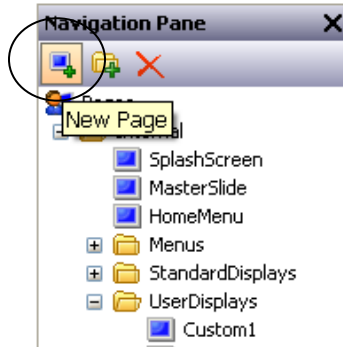 Navigation Pane
New Page
SplashScreen
MasterSlide
HomeMenu
Menus
StandardDisplays
UserDisplays
Custom1